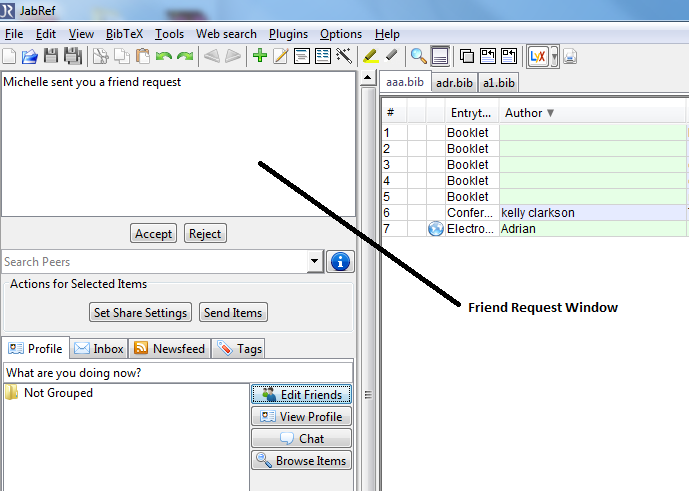 JabRef
File Edit View BibTeX Tools Web search Plugins Options Help
LyX
Michelle sent you a friend request
Accept Reject
Search Peers
Actions for Selected Items
Set Share Settings Send Items
Profile Inbox Newsfeed Tags
What are you doing now?
Not Grouped
Edit Friends
View Profile
Chat
Browse Items
aaa.bib adr.bib a1.bib
# Entryt... Author
1 Booklet
2 Booklet
3 Booklet
4 Booklet
5 Booklet
6 Confer... kelly clarkson
7 Electro... Adrian
Friend Request Window